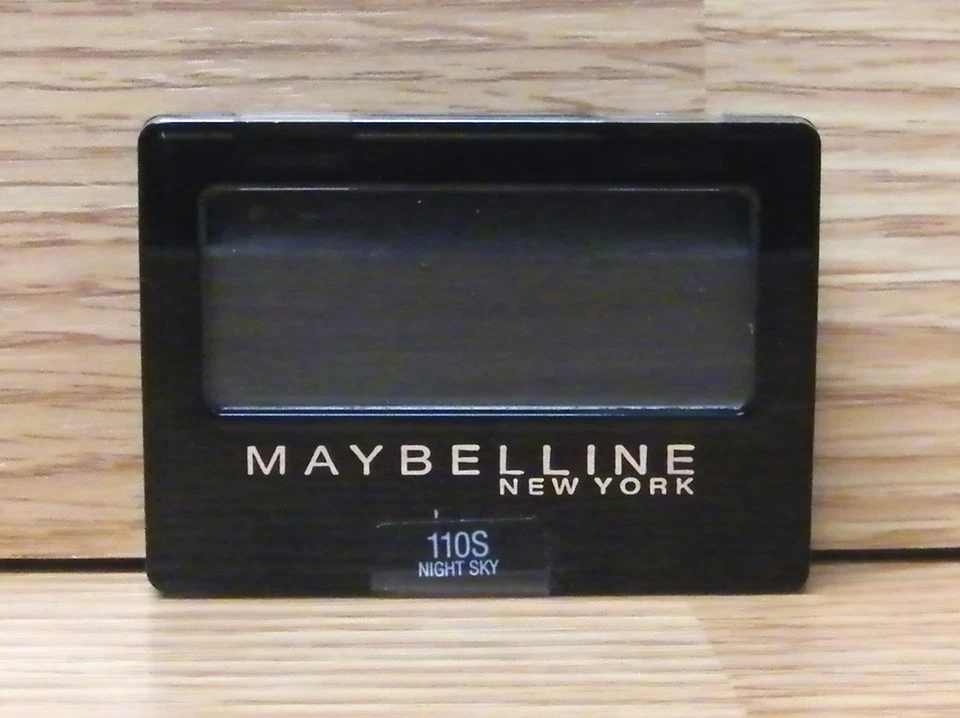 MAYBELLINE
NEW YORK
110S
NIGHT SKY